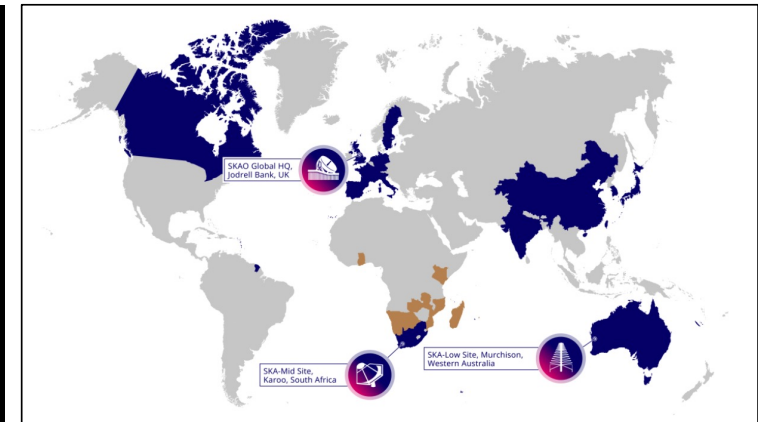 SKAO Global HQ,
Jodrell Bank, UK
SKA-Mid Site,
Karoo, South Africa
SKA-Low Site, Murchison,
Western Australia